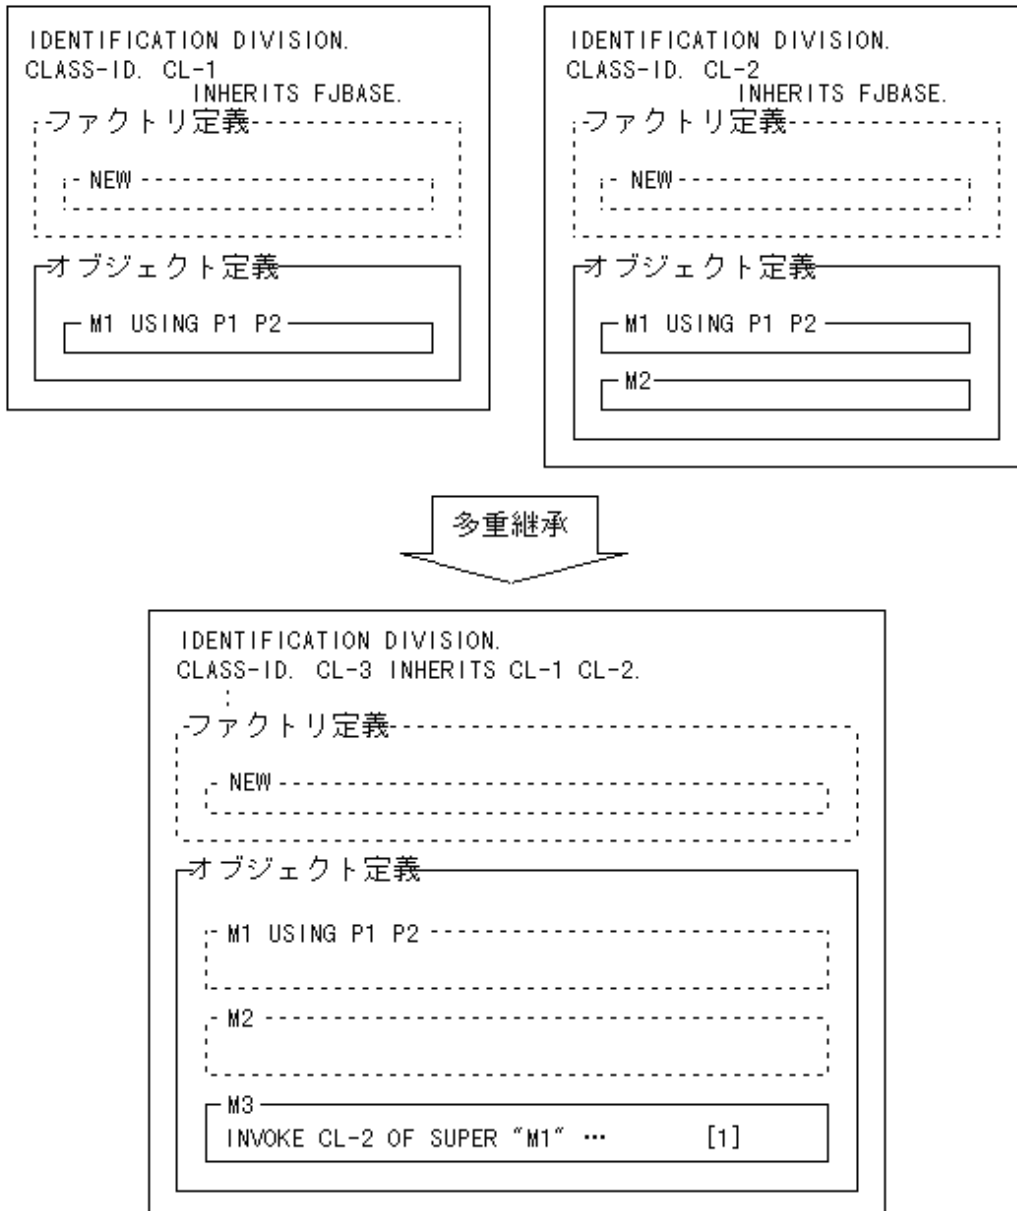 IDENTIFICATION DIVISION.
CLASS-ID. CL-1
INHERITS FJBASE.
ファクトリ定義
NEW
オブジェクト定義
M1 USING P1 P2
IDENTIFICATION DIVISION.
CLASS-ID. CL-2
INHERITS FJBASE.
ファクトリ定義
NEW
オブジェクト定義
M1 USING P1 P2
M2
多重継承
IDENTIFICATION DIVISION.
CLASS-ID. CL-3 INHERITS CL-1 CL-2.
:
ファクトリ定義
NEW
オブジェクト定義
M1 USING P1 P2
M2
M3
INVOKE CL-2 OF SUPER "M1" … [1]